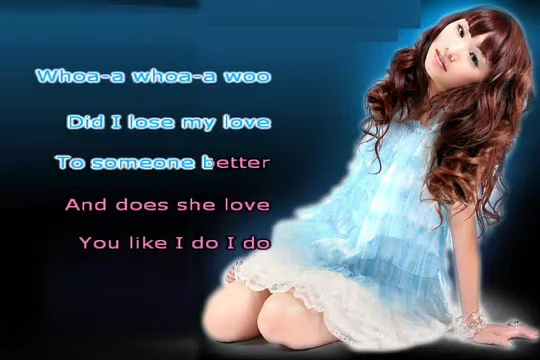 Whoa-a whoa-a woo
Did I lose my love
To someone better
And does she love
You like I do I do